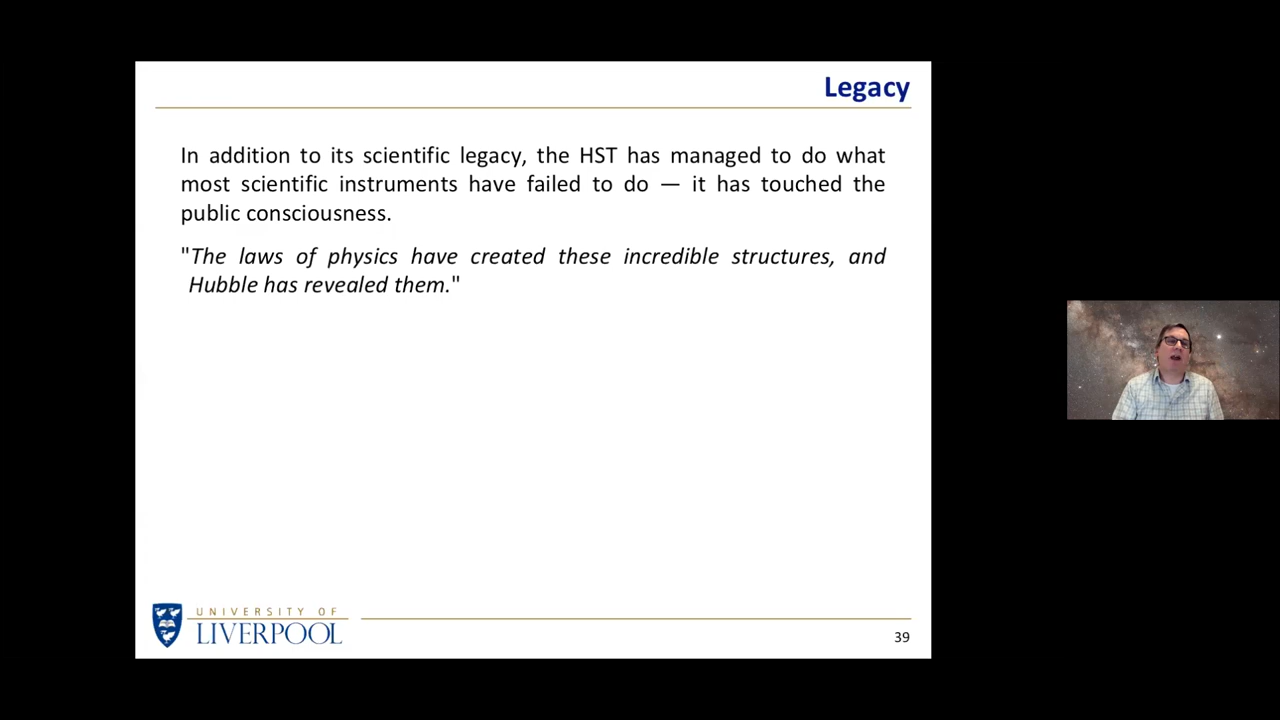 Legacy
In addition to its scientific legacy, the HST has managed to do what
most scientific instruments have failed to do — it has touched the
public consciousness.
"The laws of physics have created these incredible structures, and
Hubble has revealed them."
UNIVERSITY OF
LIVERPOOL
39